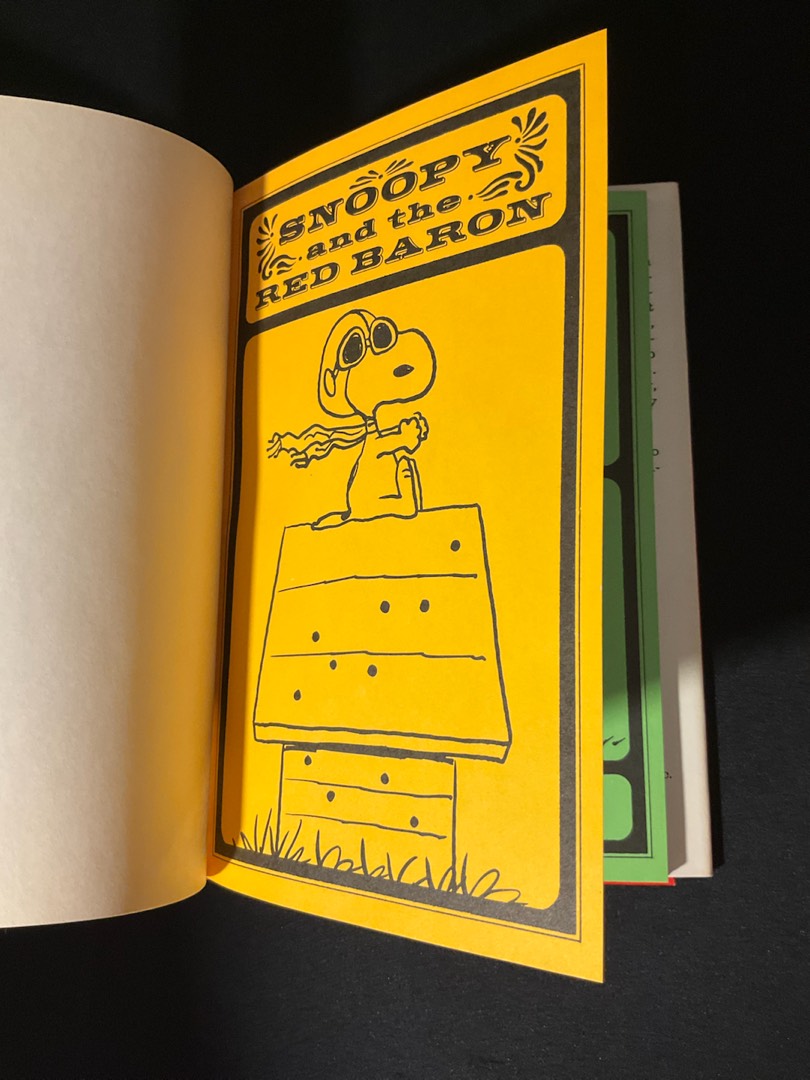 SNOOPY
and the
RED BARON